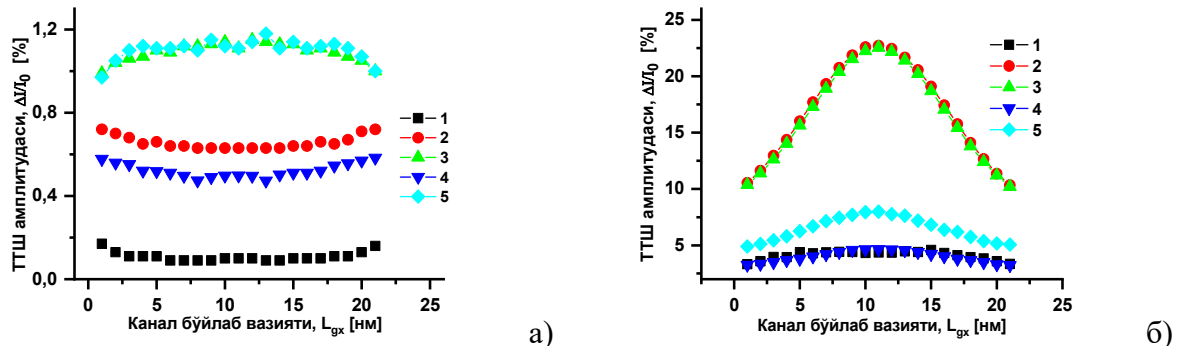 ТТШ амплитудаси, ΔI/I₀ [%]
1,2
0,8
0,4
0,0
0 5 10 15 20 25
Канал бўйлаб вазияти, Lgx [нм]
1
2
3
4
5
а)
ТТШ амплитудаси, ΔI/I₀ [%]
25
20
15
10
5
0 5 10 15 20 25
Канал бўйлаб вазияти, Lgx [нм]
1
2
3
4
5
б)